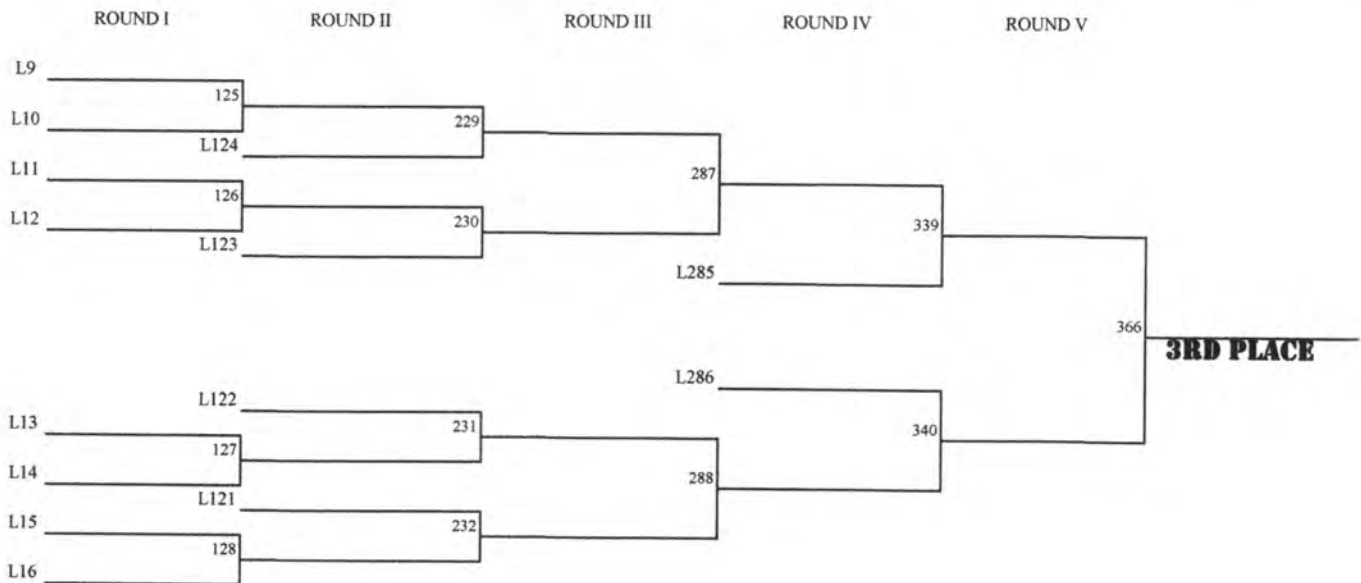 ROUND I ROUND II ROUND III ROUND IV ROUND V
L9
125
L10
229
L124
L11
287
126
L12
230
339
L123
L285
366
3RD PLACE
L286
L122
L13
231
340
127
L14
288
L121
L15
232
128
L16